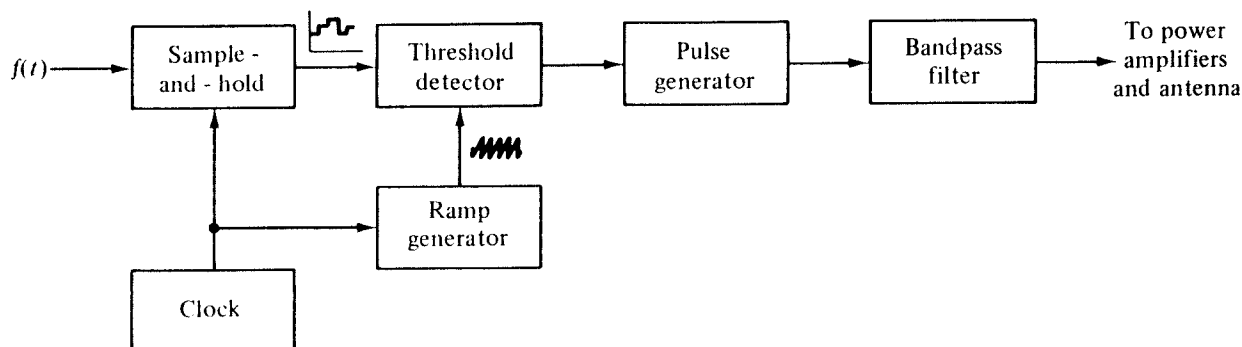 f(t)
Sample -
and - hold
Threshold
detector
Pulse
generator
Bandpass
filter
To power
amplifiers
and antenna
Ramp
generator
Clock